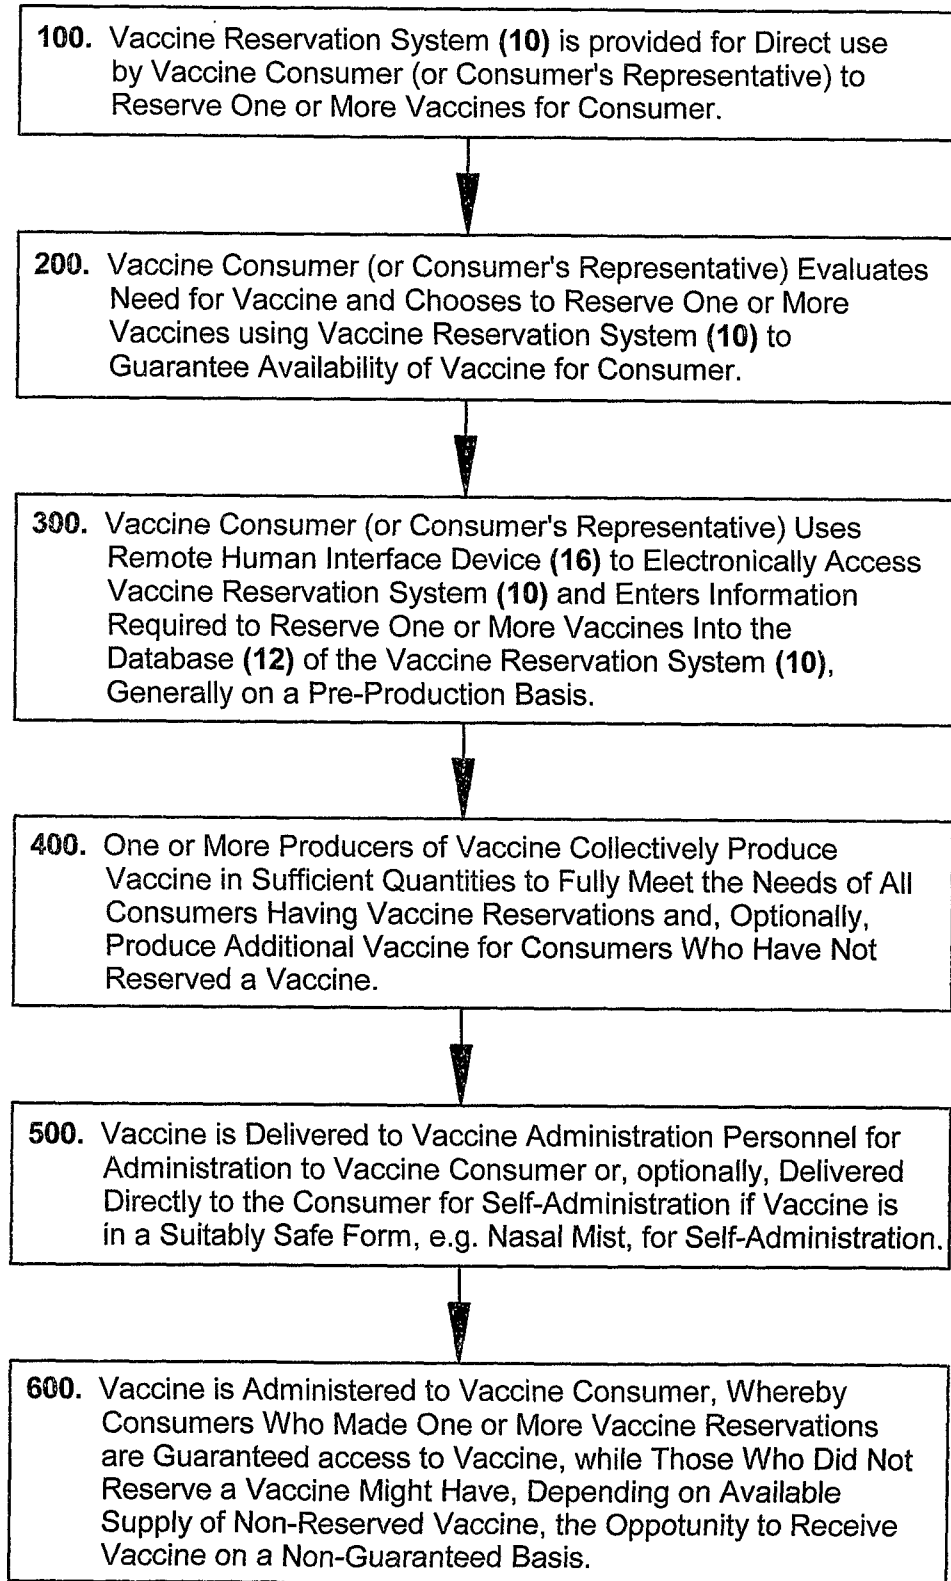 100. Vaccine Reservation System (10) is provided for Direct use
by Vaccine Consumer (or Consumer's Representative) to
Reserve One or More Vaccines for Consumer.
200. Vaccine Consumer (or Consumer's Representative) Evaluates
Need for Vaccine and Chooses to Reserve One or More
Vaccines using Vaccine Reservation System (10) to
Guarantee Availability of Vaccine for Consumer.
300. Vaccine Consumer (or Consumer's Representative) Uses
Remote Human Interface Device (16) to Electronically Access
Vaccine Reservation System (10) and Enters Information
Required to Reserve One or More Vaccines Into the
Database (12) of the Vaccine Reservation System (10),
Generally on a Pre-Production Basis.
400. One or More Producers of Vaccine Collectively Produce
Vaccine in Sufficient Quantities to Fully Meet the Needs of All
Consumers Having Vaccine Reservations and, Optionally,
Produce Additional Vaccine for Consumers Who Have Not
Reserved a Vaccine.
500. Vaccine is Delivered to Vaccine Administration Personnel for
Administration to Vaccine Consumer or, optionally, Delivered
Directly to the Consumer for Self-Administration if Vaccine is
in a Suitably Safe Form, e.g. Nasal Mist, for Self-Administration.
600. Vaccine is Administered to Vaccine Consumer, Whereby
Consumers Who Made One or More Vaccine Reservations
are Guaranteed access to Vaccine, while Those Who Did Not
Reserve a Vaccine Might Have, Depending on Available
Supply of Non-Reserved Vaccine, the Oppotunity to Receive
Vaccine on a Non-Guaranteed Basis.